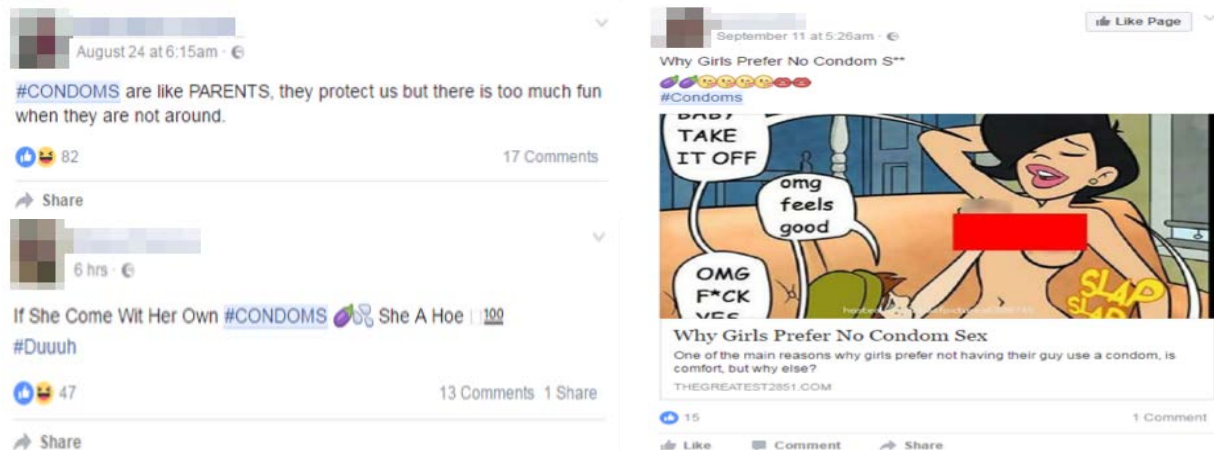 August 24 at 6:15am
#CONDOMS are like PARENTS, they protect us but there is too much fun
when they are not around.
82
17 Comments
Share
6 hrs
If She Come Wit Her Own #CONDOMS 🍆💦 She A Hoe 💯
#Duuuh
47
13 Comments 1 Share
Share
September 11 at 5:26am
Like Page
Why Girls Prefer No Condom S**
#Condoms
BABY
TAKE
IT OFF
omg
feels
good
OMG
F*CK
YES
SLAP
SLAP
Why Girls Prefer No Condom Sex
One of the main reasons why girls prefer not having their guy use a condom, is
comfort, but why else?
THEGREATEST2851.COM
15
1 Comment
Like Comment Share